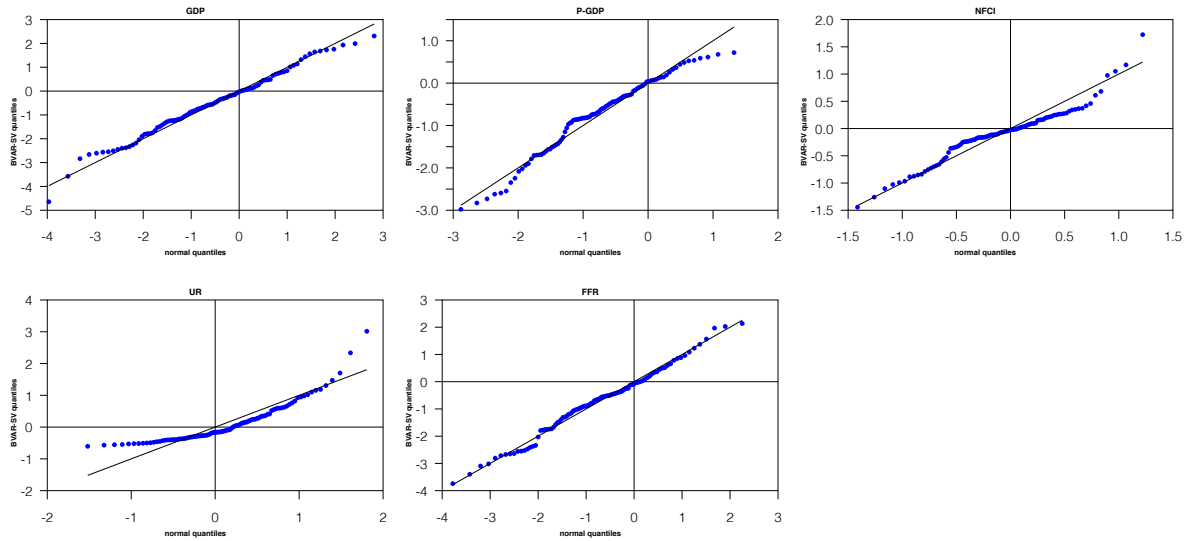 GDP
3
2
1
0
-1
-2
-3
-4
-5
BVAR-SV quantiles
-4 -3 -2 -1 0 1 2 3
normal quantiles
P-GDP
1.0
0.0
-1.0
-2.0
-3.0
BVAR-SV quantiles
-3 -2 -1 0 1 2
normal quantiles
NFCI
2.0
1.5
1.0
0.5
0.0
-0.5
-1.0
-1.5
BVAR-SV quantiles
-1.5 -1.0 -0.5 0.0 0.5 1.0 1.5
normal quantiles
UR
4
3
2
1
0
-1
-2
BVAR-SV quantiles
-2 -1 0 1 2
normal quantiles
FFR
3
2
1
0
-1
-2
-3
-4
BVAR-SV quantiles
-4 -3 -2 -1 0 1 2 3
normal quantiles